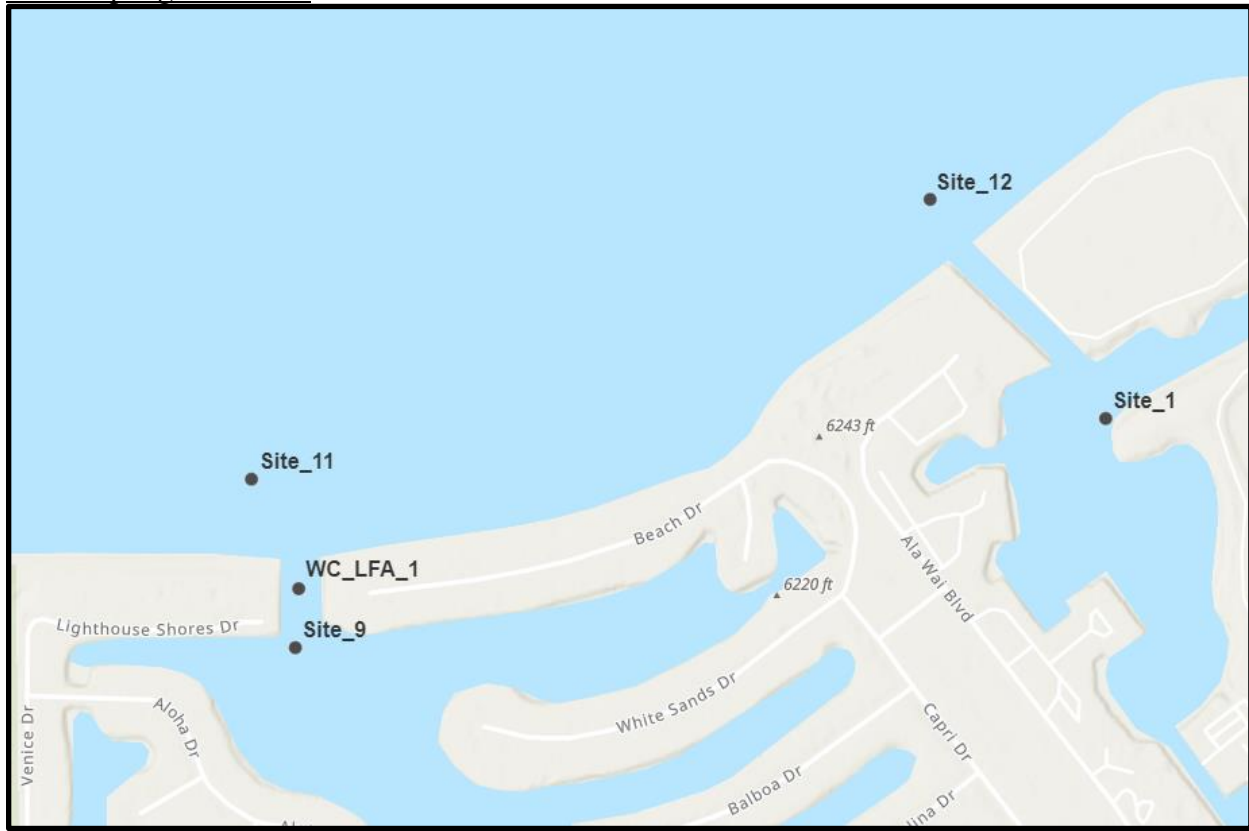 Site_12
Site_1
6243 ft
Site_11
Beach Dr
Ala Wai Blvd
WC_LFA_1
6220 ft
Lighthouse Shores Dr
Site_9
White Sands Dr
Aloha Dr
Venice Dr
Capri Dr
Balboa Dr